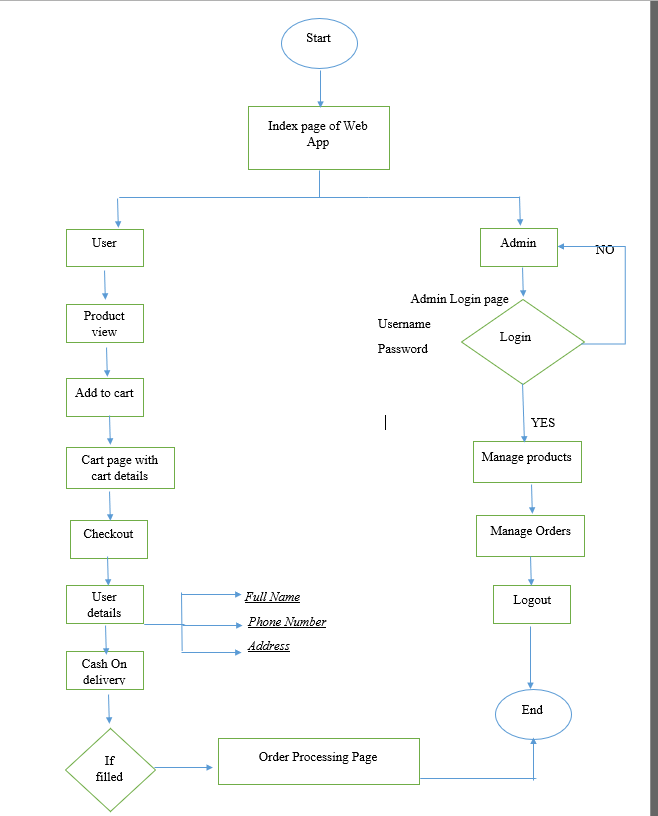 Start
Index page of Web
App
User
Admin
NO
Admin Login page
Product
view
Username
Login
Password
Add to cart
YES
Cart page with
cart details
Manage products
Checkout
Manage Orders
User
details
Full Name
Logout
Phone Number
Address
Cash On
delivery
End
If
filled
Order Processing Page